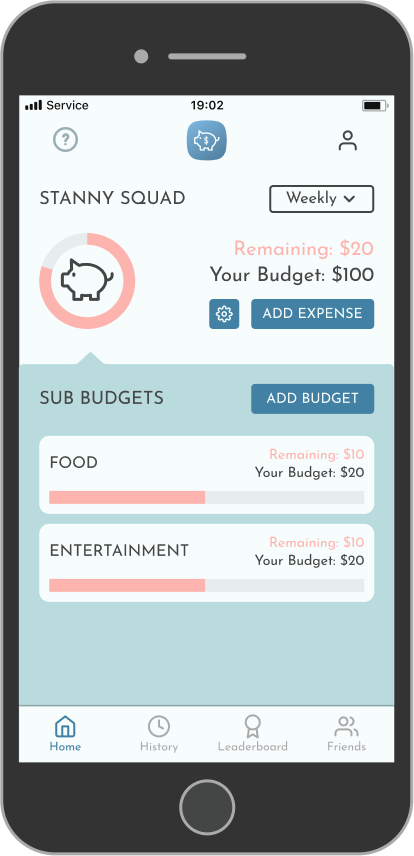 Service
19:02
?
$
STANNY SQUAD
Weekly
Remaining: $20
Your Budget: $100
ADD EXPENSE
SUB BUDGETS
ADD BUDGET
FOOD
Remaining: $10
Your Budget: $20
ENTERTAINMENT
Remaining: $10
Your Budget: $20
Home
History
Leaderboard
Friends